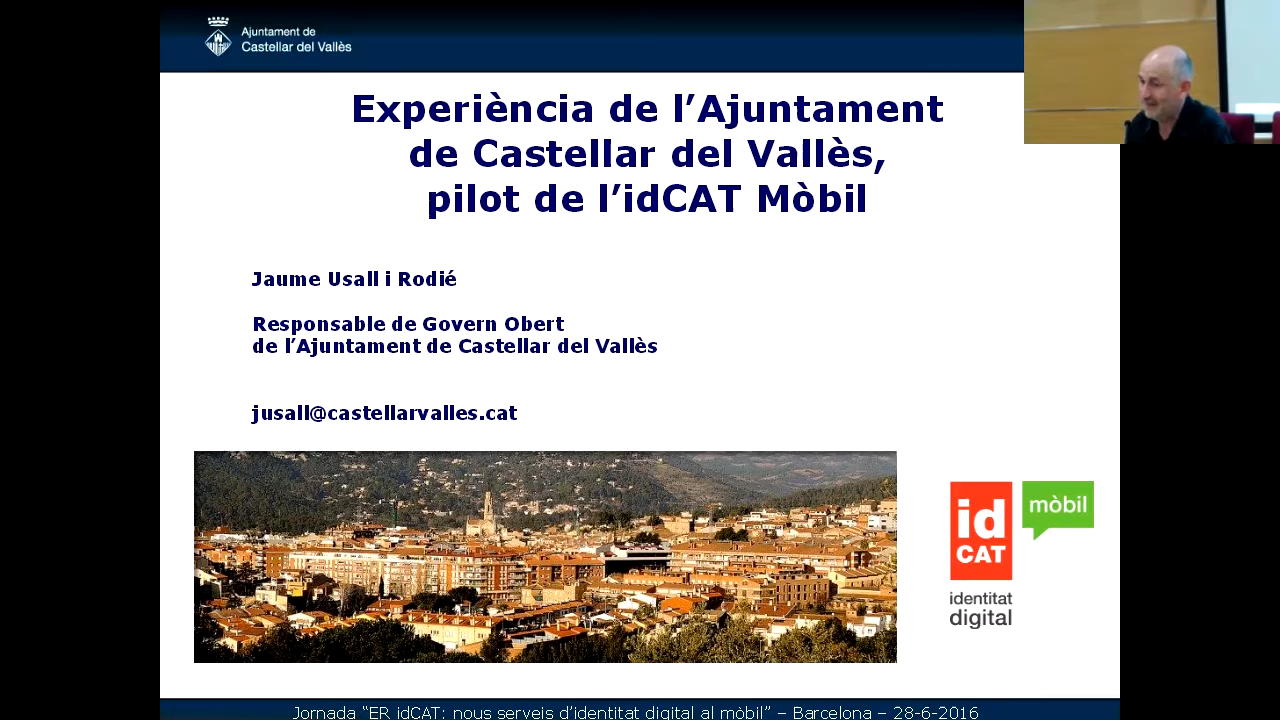 Ajuntament de
Castellar del Vallès
Experiència de l’Ajuntament
de Castellar del Vallès,
pilot de l’idCAT Mòbil
Jaume Usall i Rodié
Responsable de Govern Obert
de l’Ajuntament de Castellar del Vallès
jusall@castellarvalles.cat
id
CAT
mòbil
identitat
digital
Jornada “ER idCAT: nous serveis d’identitat digital al mòbil” – Barcelona – 28-6-2016